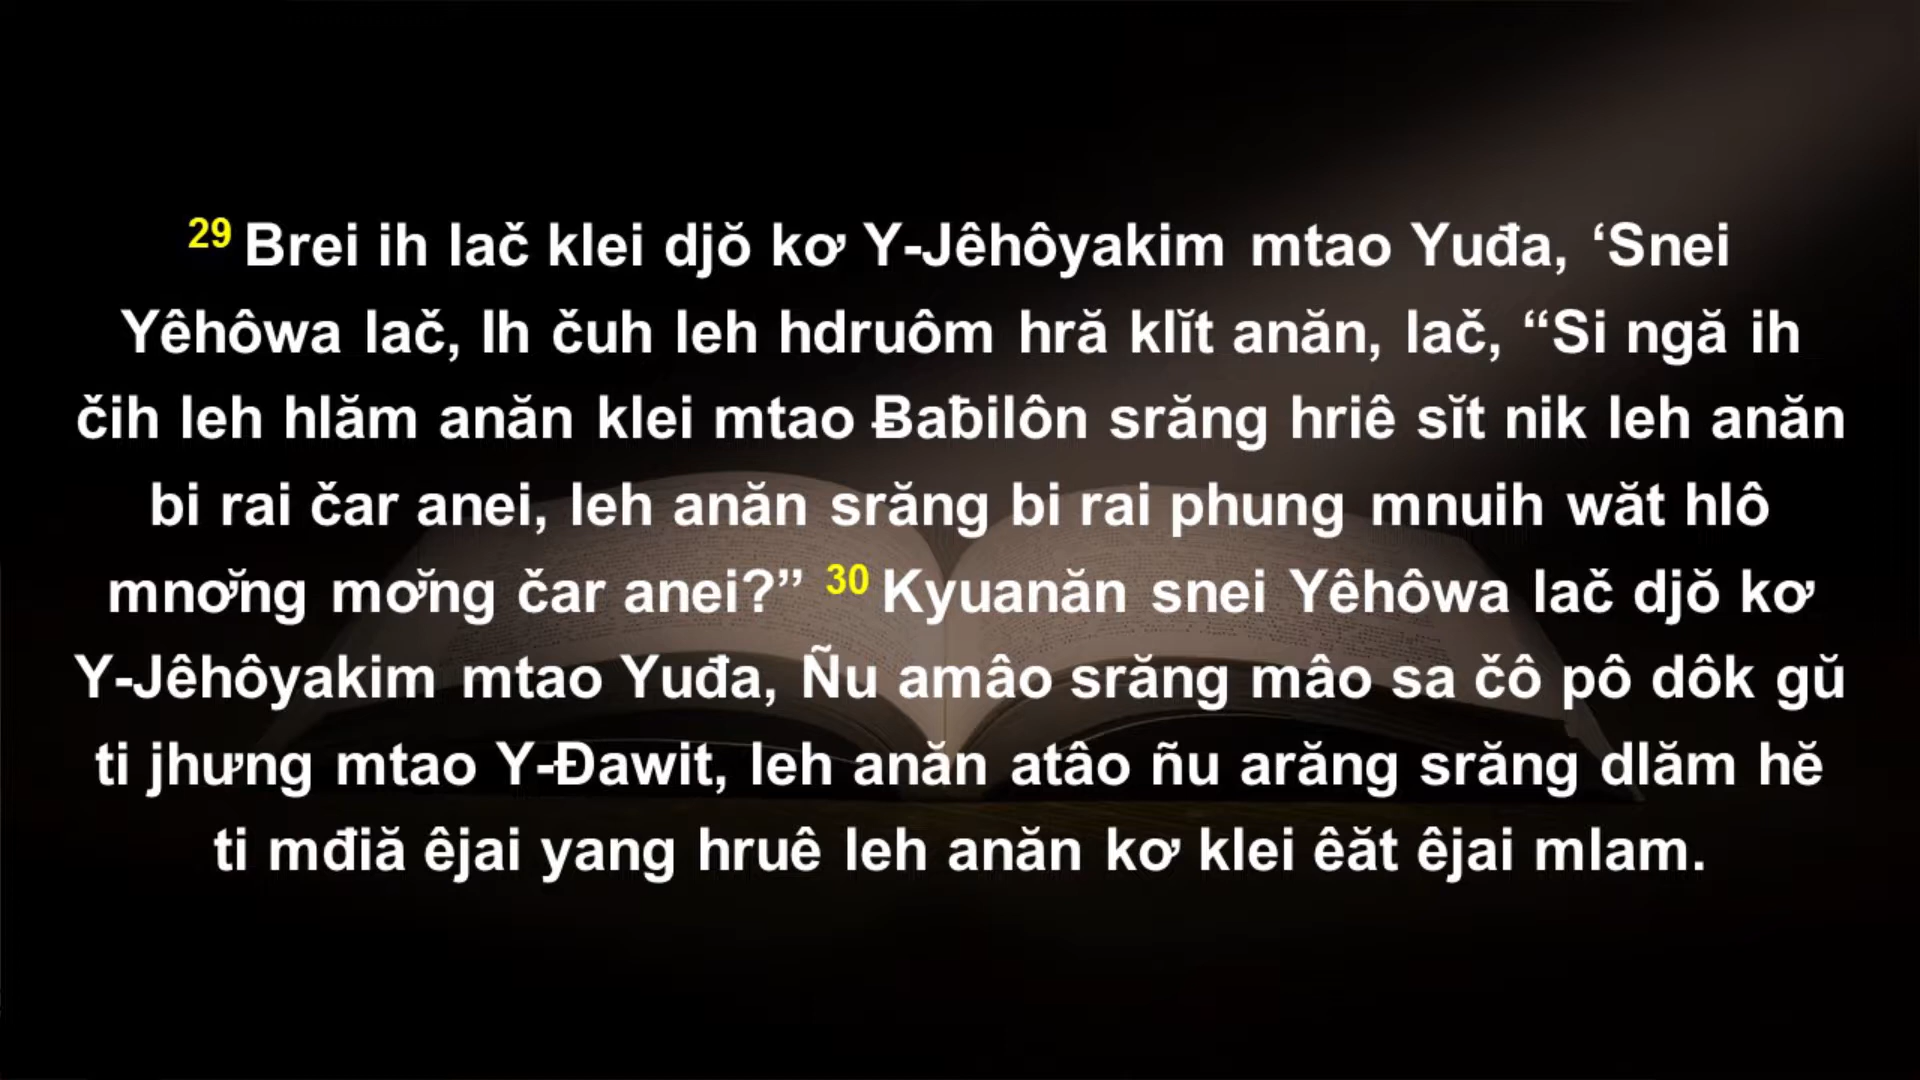 29 Brei ih lač klei djŏ kơ Y-Jêhôyakim mtao Yuđa, ‘Snei
Yêhôwa lač, Ih čuh leh hdruôm hră klĭt anăn, lač, “Si ngă ih
čih leh hlăm anăn klei mtao Ƀaƀilôn srăng hriê sĭt nik leh anăn
bi rai čar anei, leh anăn srăng bi rai phung mnuih wăt hlô
mnơ̆ng mơ̆ng čar anei?” 30 Kyuanăn snei Yêhôwa lač djŏ kơ
Y-Jêhôyakim mtao Yuđa, Ñu amâo srăng mâo sa čô pô dôk gŭ
ti jhưng mtao Y-Đawit, leh anăn atâo ñu arăng srăng dlăm hĕ
ti mđiă êjai yang hruê leh anăn kơ klei êăt êjai mlam.